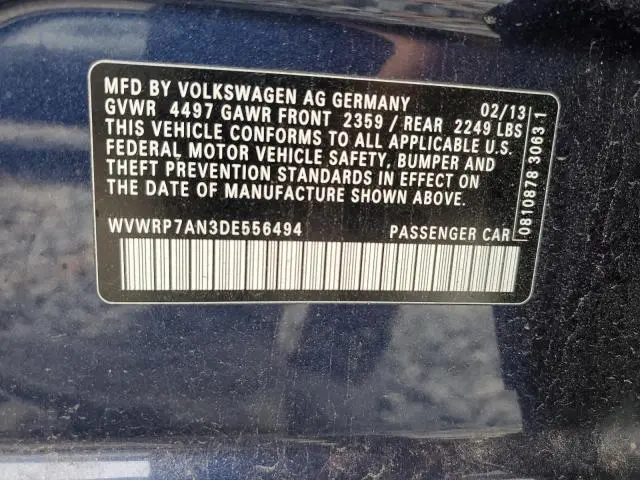 MFD BY VOLKSWAGEN AG GERMANY 02/13
GVWR 4497 GAWR FRONT 2359 / REAR 2249 LBS
THIS VEHICLE CONFORMS TO ALL APPLICABLE U.S.
FEDERAL MOTOR VEHICLE SAFETY, BUMPER AND
THEFT PREVENTION STANDARDS IN EFFECT ON
THE DATE OF MANUFACTURE SHOWN ABOVE.
WVWRP7AN3DE556494 PASSENGER CAR
0810878 3063 1